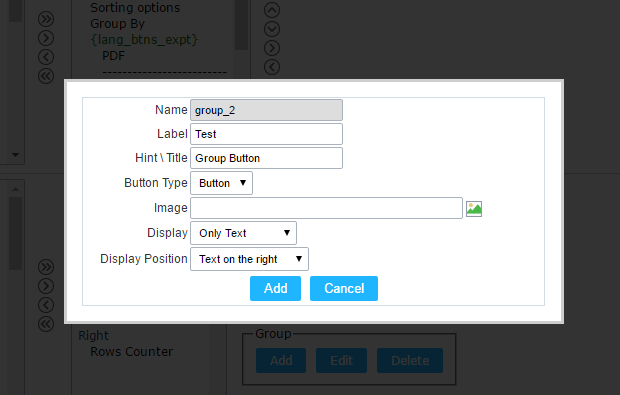 Sorting options
Group By
{lang_btns_expt}
PDF
-------------------------
Name group_2
Label Test
Hint \ Title Group Button
Button Type Button
Image
Display Only Text
Display Position Text on the right
Add Cancel
Right
Rows Counter
Group
Add Edit Delete